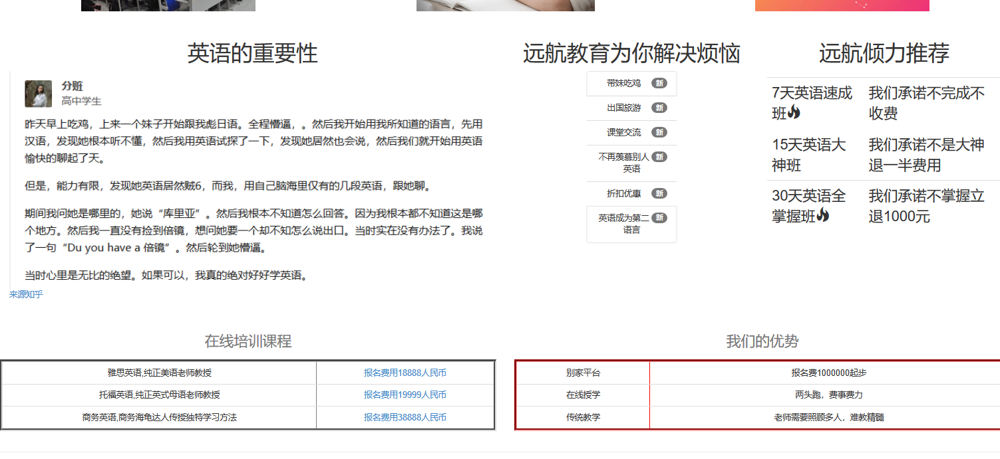 英语的重要性
分赃
高中学生
昨天早上吃鸡，上来一个妹子开始跟我彪日语。全程懵逼，。然后我开始用我所知道的语言，先用
汉语，发现她根本听不懂，然后我用英语试探了一下，发现她居然也会说，然后我们就开始用英语
愉快的聊起了天。
但是，能力有限，发现她英语居然贼6，而我，用自己脑海里仅有的几段英语，跟她聊。
期间我问她是哪里的，她说“库里亚”。然后我根本不知道怎么回答。因为我根本都不知道这是哪
个地方。然后我一直没有捡到倍镜，想问她要一个却不知怎么说出口。当时实在没有办法了。我说
了一句“Du you have a 倍镜”。然后轮到她懵逼。
当时心里是无比的绝望。如果可以，我真的绝对好好学英语。
来源知乎
远航教育为你解决烦恼
带妹吃鸡 新
出国旅游 新
课堂交流 新
不再羡慕别人 新
英语
折扣优惠 新
英语成为第二 新
语言
远航倾力推荐
7天英语速成 我们承诺不完成不
班 收费
15天英语大 我们承诺不是大神
神班 退一半费用
30天英语全 我们承诺不掌握立
掌握班 退1000元
在线培训课程
雅思英语,纯正美语老师教授 报名费用18888人民币
托福英语,纯正英式母语老师教授 报名费用19999人民币
商务英语,商务海龟达人传授独特学习方法 报名费用38888人民币
我们的优势
别家平台 报名费1000000起步
在线授学 两头跑，费事费力
传统教学 老师需要照顾多人，难教精髓